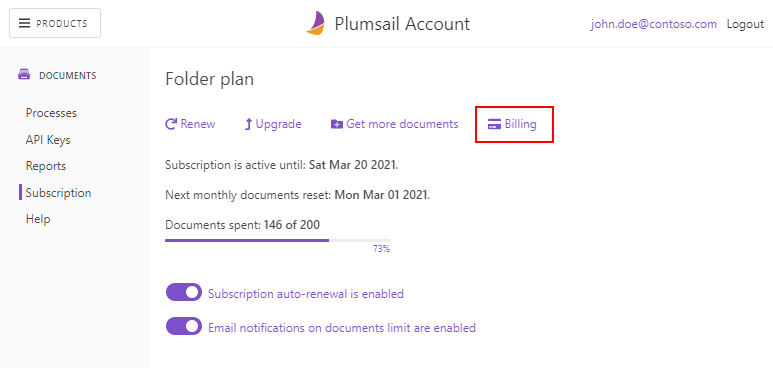 PRODUCTS
Plumsail Account
john.doe@contoso.com Logout
DOCUMENTS
Processes
API Keys
Reports
Subscription
Help
Folder plan
Renew Upgrade Get more documents Billing
Subscription is active until: Sat Mar 20 2021.
Next monthly documents reset: Mon Mar 01 2021.
Documents spent: 146 of 200
73%
Subscription auto-renewal is enabled
Email notifications on documents limit are enabled